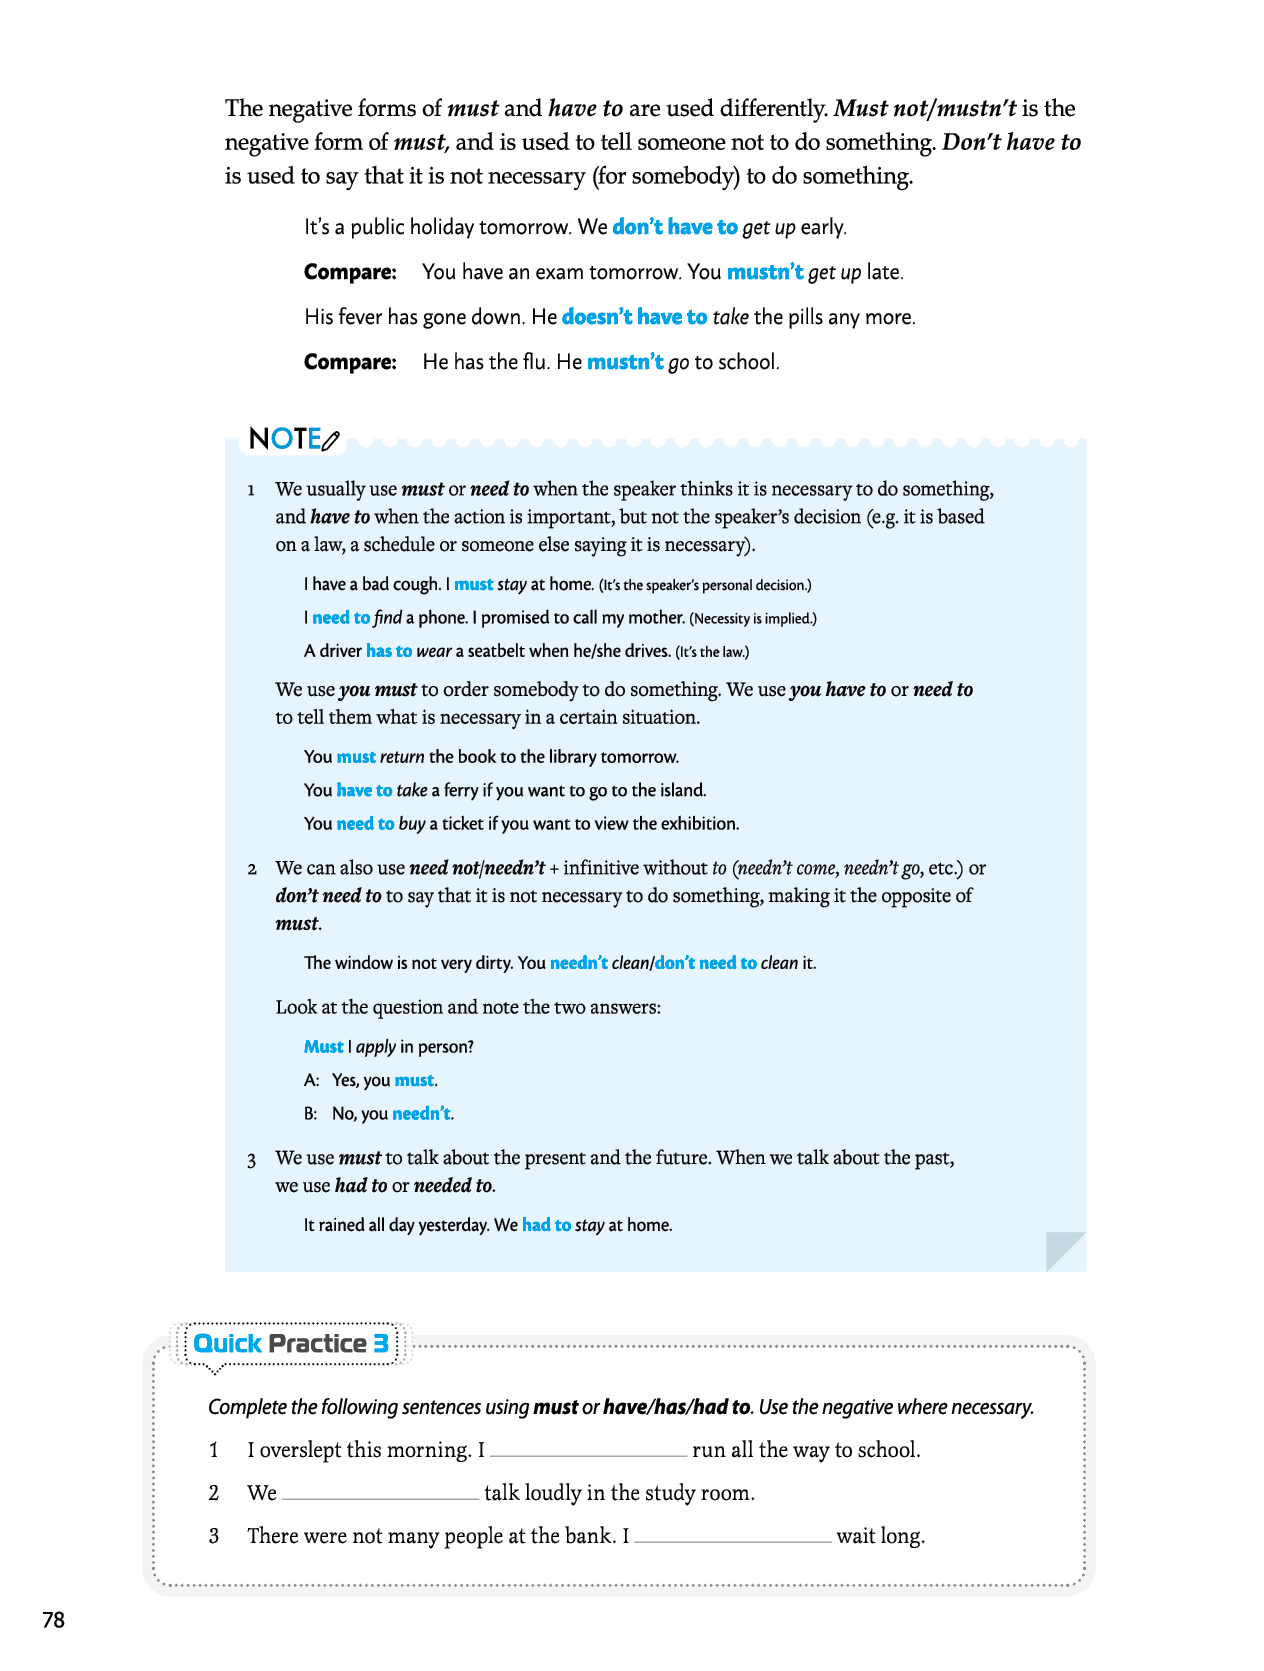 The negative forms of must and have to are used differently. Must not/mustn't is the
negative form of must, and is used to tell someone not to do something. Don't have to
is used to say that it is not necessary (for somebody) to do something.
It's a public holiday tomorrow. We don't have to get up early.
Compare: You have an exam tomorrow. You mustn't get up late.
His fever has gone down. He doesn't have to take the pills any more.
Compare: He has the flu. He mustn't go to school.
NOTE
1 We usually use must or need to when the speaker thinks it is necessary to do something,
and have to when the action is important, but not the speaker's decision (e.g. it is based
on a law, a schedule or someone else saying it is necessary).
I have a bad cough. I must stay at home. (It's the speaker's personal decision.)
I need to find a phone. I promised to call my mother. (Necessity is implied.)
A driver has to wear a seatbelt when he/she drives. (It's the law.)
We use you must to order somebody to do something. We use you have to or need to
to tell them what is necessary in a certain situation.
You must return the book to the library tomorrow.
You have to take a ferry if you want to go to the island.
You need to buy a ticket if you want to view the exhibition.
2 We can also use need not/needn't + infinitive without to (needn't come, needn't go, etc.) or
don't need to to say that it is not necessary to do something, making it the opposite of
must.
The window is not very dirty. You needn't clean/don't need to clean it.
Look at the question and note the two answers:
Must I apply in person?
A: Yes, you must.
B: No, you needn't.
3 We use must to talk about the present and the future. When we talk about the past,
we use had to or needed to.
It rained all day yesterday. We had to stay at home.
Quick Practice 3
Complete the following sentences using must or have/has/had to. Use the negative where necessary.
1 I overslept this morning. I ____ run all the way to school.
2 We ____ talk loudly in the study room.
3 There were not many people at the bank. I ____ wait long.
78